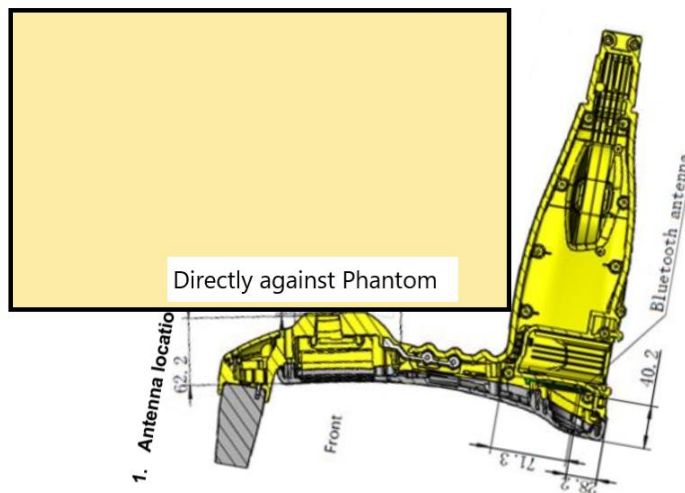 Directly against Phantom
Bluetooth antenna
62.2
1. Antenna locatio
Front
40.2
71.3